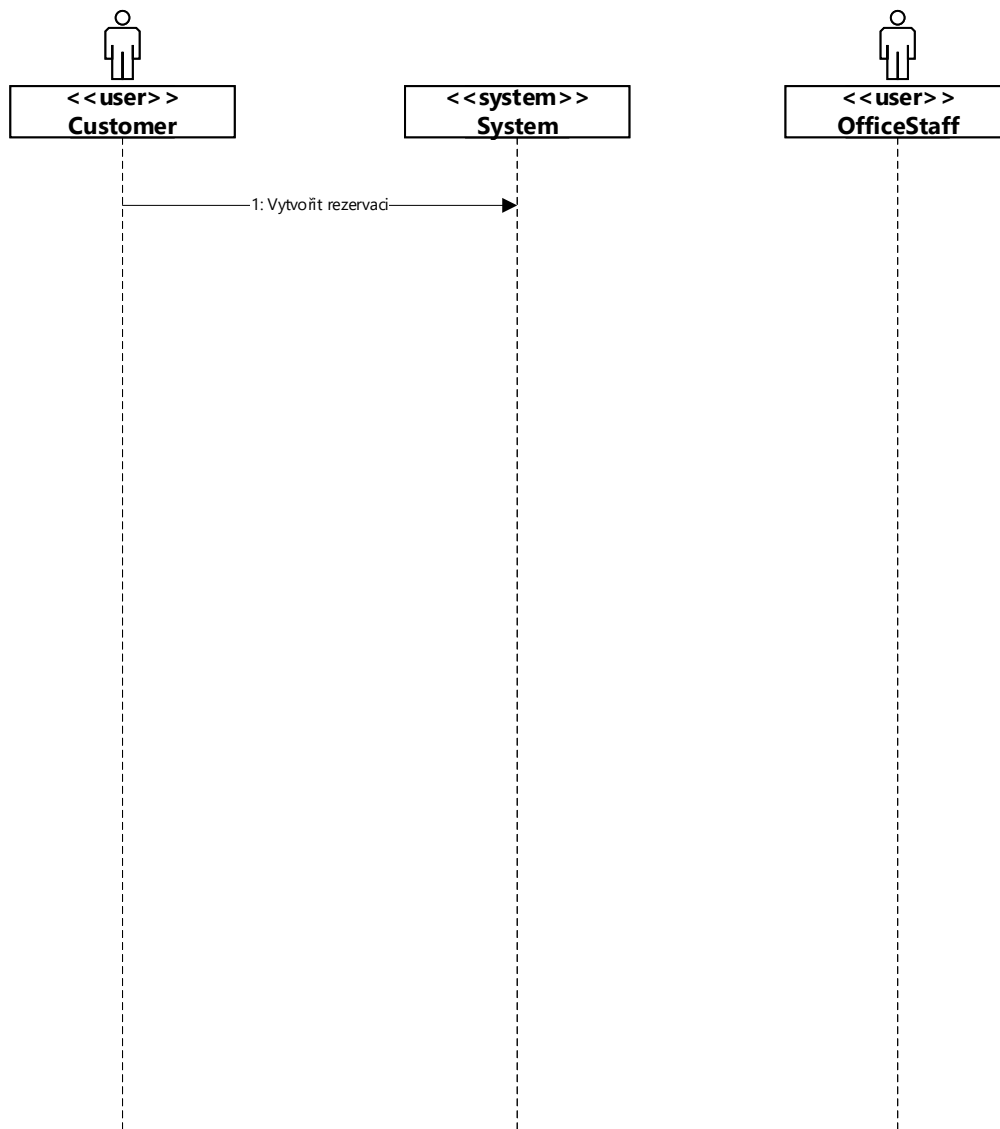 <<user>>
Customer
<<system>>
System
<<user>>
OfficeStaff
1: Vytvořit rezervaci